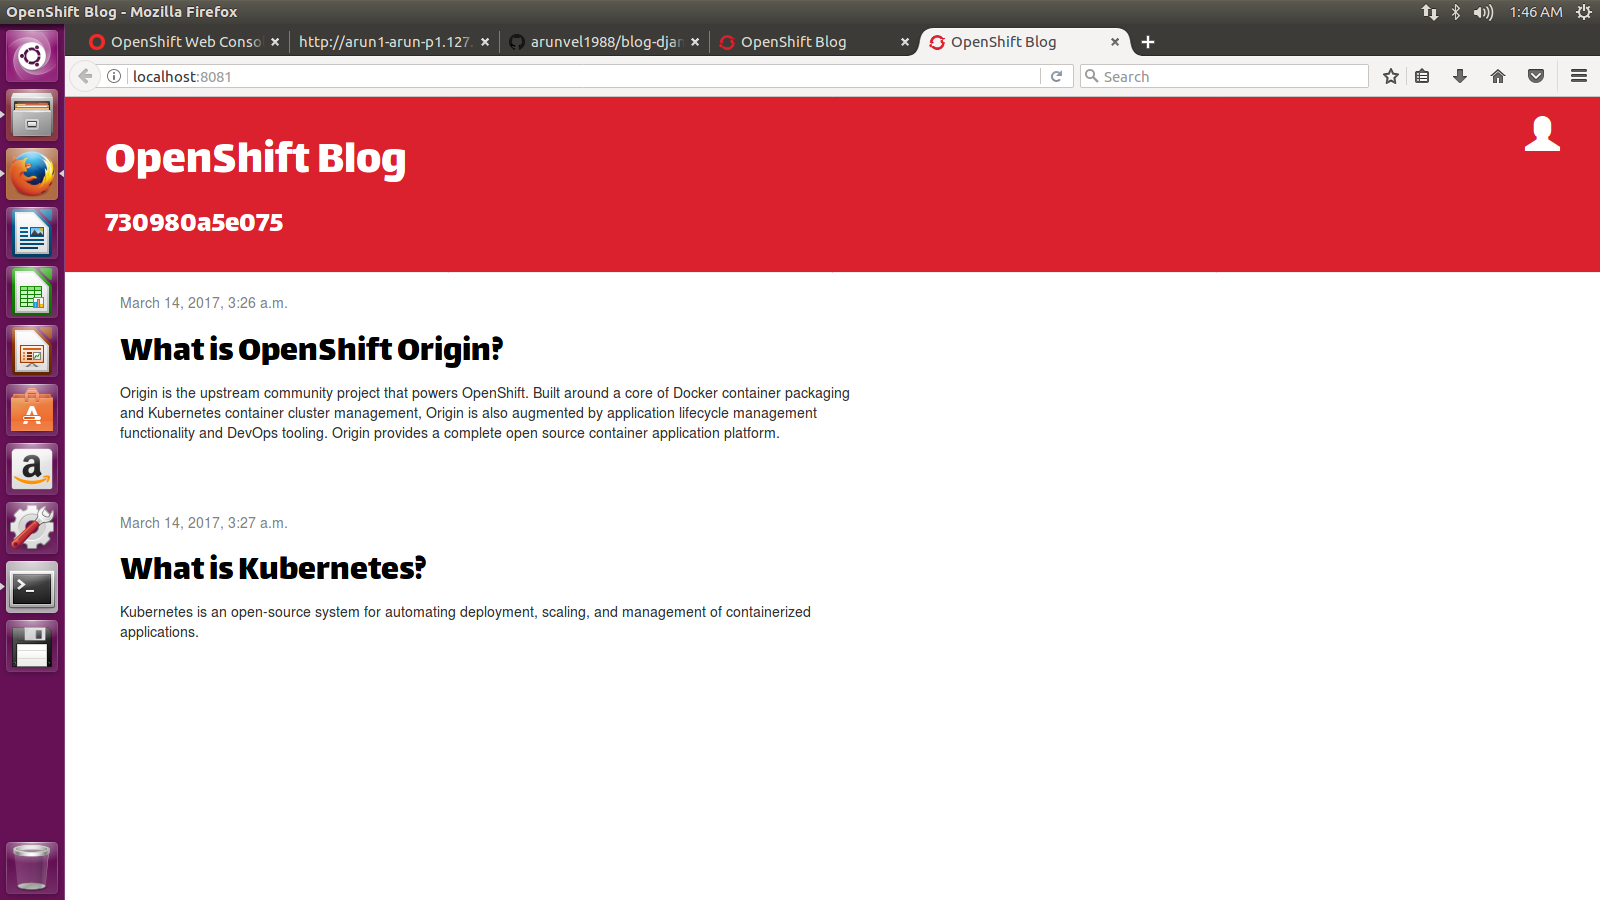 OpenShift Blog - Mozilla Firefox
1:46 AM
OpenShift Web Conso
http://arun1-arun-p1.127.
arunvel1988/blog-djan
OpenShift Blog
OpenShift Blog
localhost:8081
Search
OpenShift Blog
730980a5e075
March 14, 2017, 3:26 a.m.
What is OpenShift Origin?
Origin is the upstream community project that powers OpenShift. Built around a core of Docker container packaging
and Kubernetes container cluster management, Origin is also augmented by application lifecycle management
functionality and DevOps tooling. Origin provides a complete open source container application platform.
March 14, 2017, 3:27 a.m.
What is Kubernetes?
Kubernetes is an open-source system for automating deployment, scaling, and management of containerized
applications.